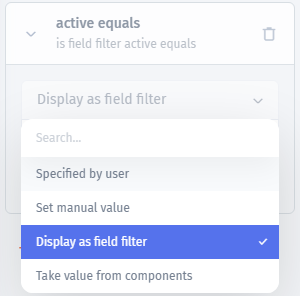 active equals
is field filter active equals
Display as field filter
Search...
Specified by user
Set manual value
Display as field filter
Take value from components